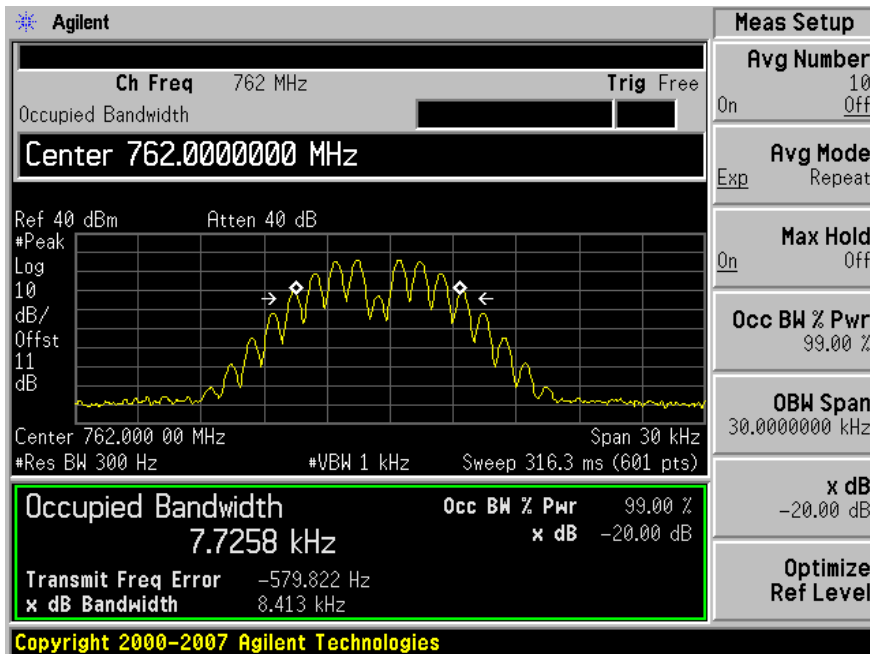 Agilent
Meas Setup
Ch Freq 762 MHz Trig Free
Occupied Bandwidth
Center 762.0000000 MHz
Ref 40 dBm Atten 40 dB
#Peak
Log
10
dB/
Offst
11
dB
Center 762.000 00 MHz Span 30 kHz
#Res BW 300 Hz #VBW 1 kHz Sweep 316.3 ms (601 pts)
Occupied Bandwidth
7.7258 kHz
Occ BW % Pwr 99.00 %
x dB -20.00 dB
Transmit Freq Error -579.822 Hz
x dB Bandwidth 8.413 kHz
Avg Number
10
On Off
Avg Mode
Exp Repeat
Max Hold
On Off
Occ BW % Pwr
99.00 %
OBW Span
30.0000000 kHz
x dB
-20.00 dB
Optimize
Ref Level
Copyright 2000-2007 Agilent Technologies